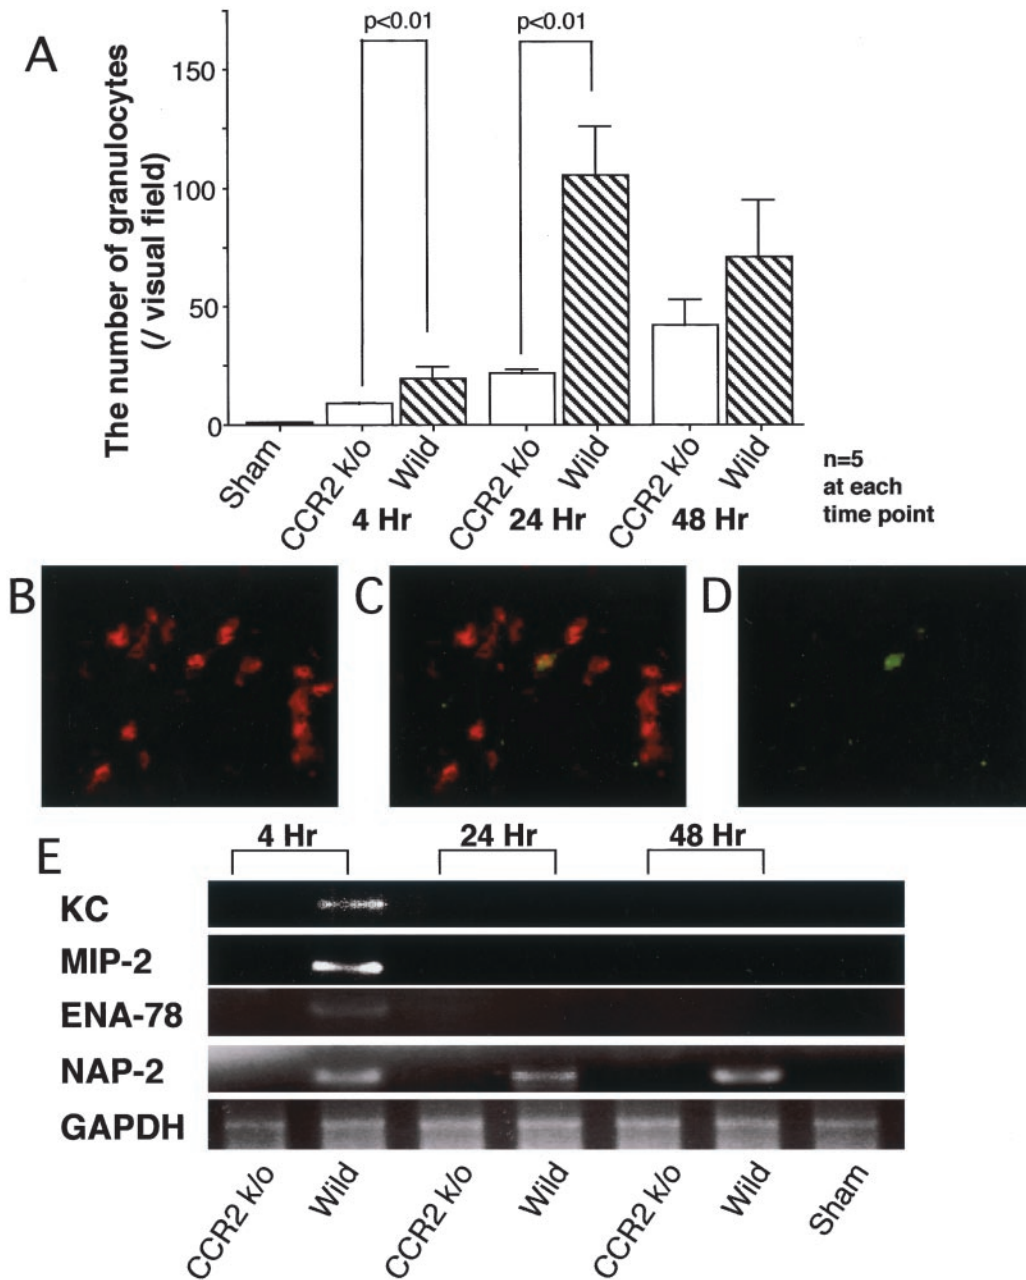 A
The number of granulocytes
(/ visual field)
150
100
50
0
p<0.01
p<0.01
Sham
CCR2 k/o
Wild
CCR2 k/o
Wild
CCR2 k/o
Wild
4 Hr
24 Hr
48 Hr
n=5
at each
time point
B
C
D
E
4 Hr
24 Hr
48 Hr
KC
MIP-2
ENA-78
NAP-2
GAPDH
CCR2 k/o
Wild
CCR2 k/o
Wild
CCR2 k/o
Wild
Sham